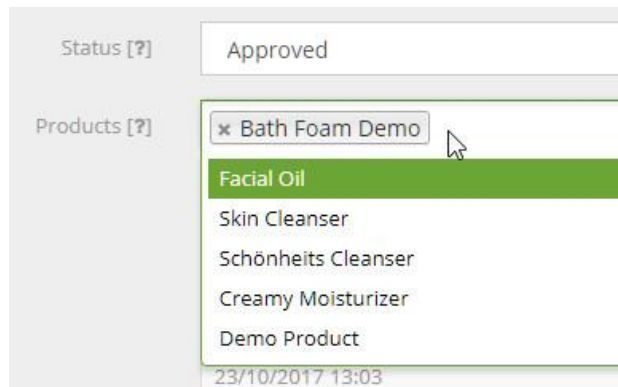 Status [?]
Approved
Products [?]
× Bath Foam Demo
Facial Oil
Skin Cleanser
Schönheits Cleanser
Creamy Moisturizer
Demo Product
23/10/2017 13:03